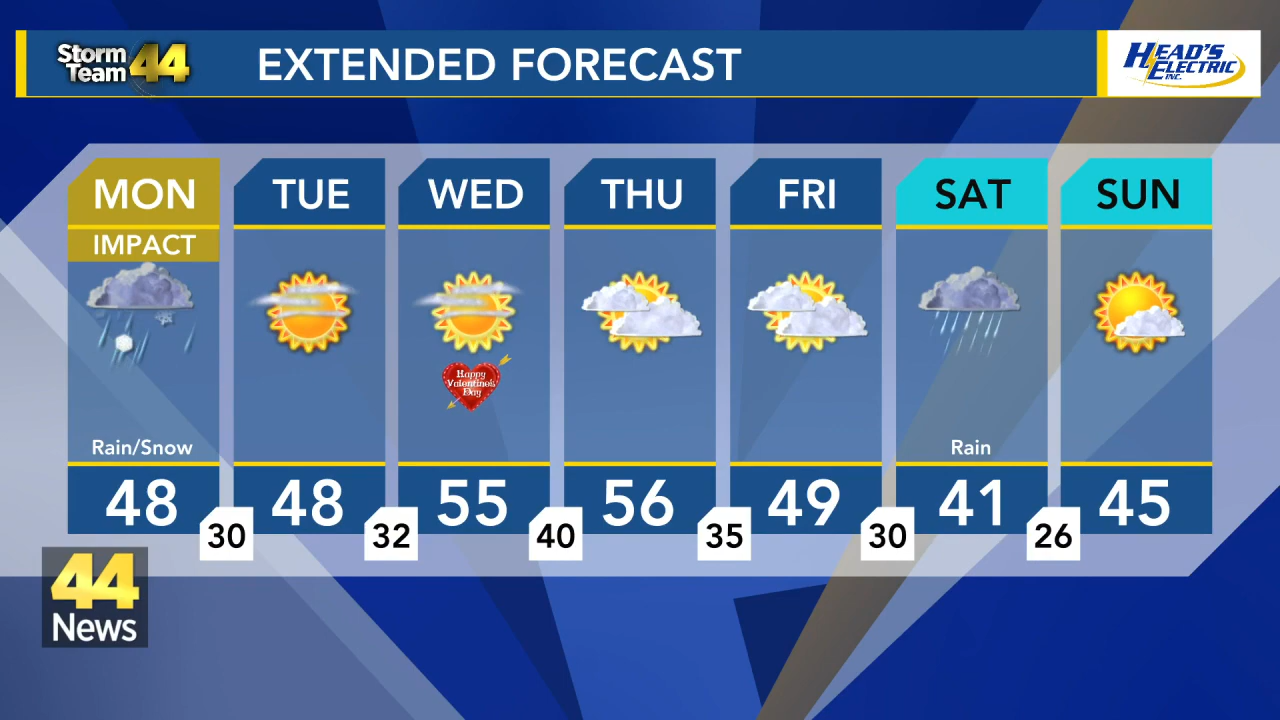 Storm
Team 44
EXTENDED FORECAST
HEAD'S
ELECTRIC
INC.
MON
TUE
WED
THU
FRI
SAT
SUN
IMPACT
Happy
Valentine's
Day
Rain/Snow
Rain
48
48
55
56
49
41
45
30
32
40
35
30
26
44
News